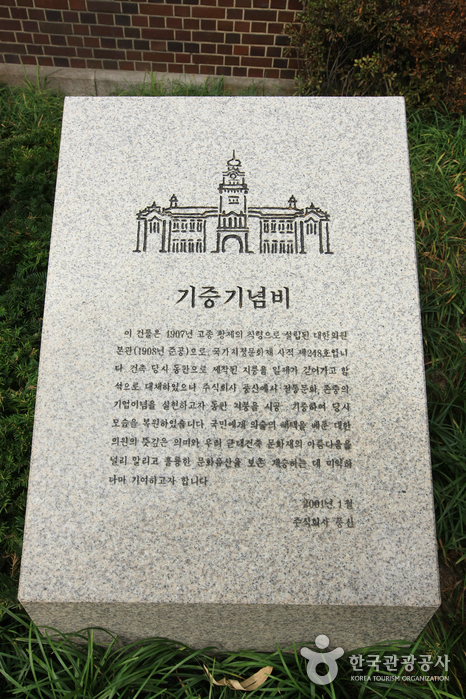 기증기념비
이 건물은 1907년 고종 황제의 칙령으로 설립된 대한의원
본관(1908년 준공)으로, 국가지정문화재 사적 제248호입니
다. 건축 당시 동판으로 제작된 지붕을 일제가 걷어가고 함
석으로 대체하였으나 주식회사 풍산에서 전통문화 존중의
기업이념을 실현하고자 동판 지붕을 시공 기증하여 당시
모습을 복원하였습니다. 국민에게 의술의 혜택을 베푼 대한
의원의 뜻깊은 의미와 우리 근대건축 문화재의 아름다움을
널리 알리고 훌륭한 문화유산을 보존 계승하는 데 미약하
나마 기여하고자 합니다
2001년 1월
주식회사 풍산
한국관광공사
KOREA TOURISM ORGANIZATION